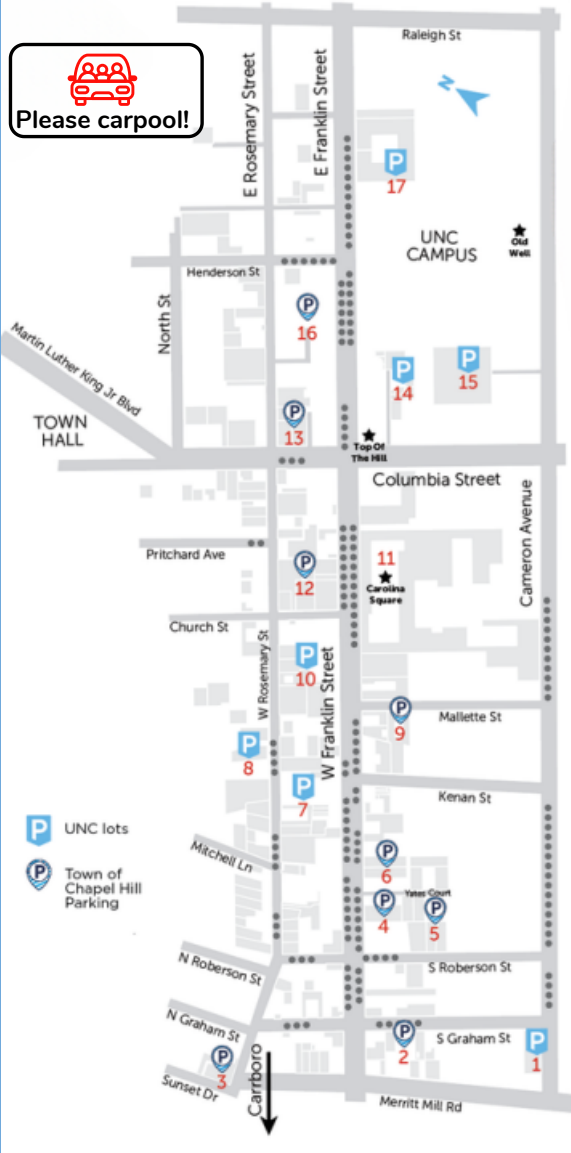 Raleigh St
Please carpool!
E Rosemary Street
E Franklin Street
N
P
17
UNC
CAMPUS
Old
Well
Henderson St
North St
P
16
Martin Luther King Jr Blvd
TOWN
HALL
P
14
P
15
P
13
Top Of
The Hill
Columbia Street
Cameron Avenue
Pritchard Ave
P
12
11
Carolina
Square
Church St
W Rosemary St
P
10
W Franklin Street
P
9
Mallette St
P
8
P
7
Kenan St
P
UNC lots
P
Town of
Chapel Hill
Parking
Mitchell Ln
P
6
Yates Court
P
4
P
5
N Roberson St
S Roberson St
N Graham St
P
2
S Graham St
P
1
P
3
Sunset Dr
Carrboro
Merritt Mill Rd